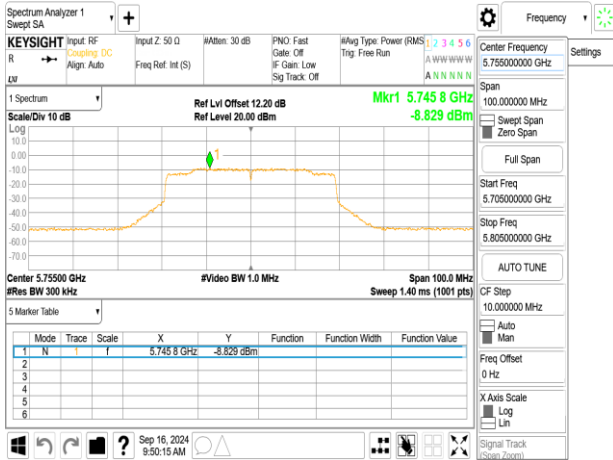 Spectrum Analyzer 1
Swept SA
+
Frequency
Settings
KEYSIGHT
R
Input: RF
Coupling: DC
Align: Auto
Input Z: 50 Ω
Freq Ref: Int (S)
#Atten: 30 dB
PNO: Fast
Gate: Off
IF Gain: Low
Sig Track: Off
#Avg Type: Power (RMS
Trig: Free Run
1 2 3 4 5 6
A W W W W W
A N N N N N
1 Spectrum
Scale/Div 10 dB
Ref Lvl Offset 12.20 dB
Ref Level 20.00 dBm
Mkr1 5.745 8 GHz
-8.829 dBm
Log
10.0
0.00
-10.0
-20.0
-30.0
-40.0
-50.0
-60.0
-70.0
1
Center 5.75500 GHz
#Res BW 300 kHz
#Video BW 1.0 MHz
Span 100.0 MHz
Sweep 1.40 ms (1001 pts)
5 Marker Table
Mode Trace Scale X Y Function Function Width Function Value
1 N 1 f 5.745 8 GHz -8.829 dBm
2
3
4
5
6
Sep 16, 2024
9:50:15 AM
?
Center Frequency
5.755000000 GHz
Span
100.000000 MHz
Swept Span
Zero Span
Full Span
Start Freq
5.705000000 GHz
Stop Freq
5.805000000 GHz
AUTO TUNE
CF Step
10.000000 MHz
Auto
Man
Freq Offset
0 Hz
X Axis Scale
Log
Lin
Signal Track
(Span Zoom)